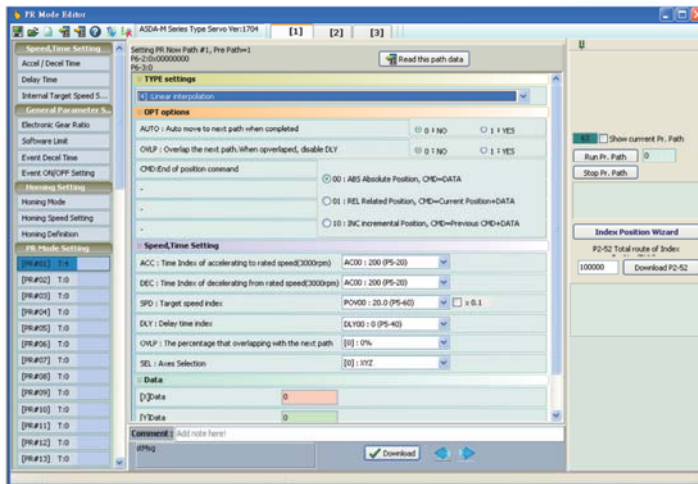 PR Mode Editor
ASDA-M Series Type Servo Ver:1704
[1]
[2]
[3]
Speed,Time Setting
Accel / Decel Time
Delay Time
Internal Target Speed S...
General Parameter S...
Electronic Gear Ratio
Software Limit
Event Decel Time
Event ON/OFF Setting
Homing Setting
Homing Mode
Homing Speed Setting
Homing Definition
PR Mode Setting
[PR#01] T:4
[PR#02] T:0
[PR#03] T:0
[PR#04] T:0
[PR#05] T:0
[PR#06] T:0
[PR#07] T:0
[PR#08] T:0
[PR#09] T:0
[PR#10] T:0
[PR#11] T:0
[PR#12] T:0
[PR#13] T:0
Setting PR Now Path #1, Pre Path=1
P6-2:0x00000000
P6-3:0
Read this path data
TYPE settings
[4] :Linear interpolation
OPT options
AUTO : Auto move to next path when completed
0 : NO
1 : YES
OVLP : Overlap the next path.When opverlaped, disable DLY
0 : NO
1 : YES
CMD:End of position command
-
-
-
00 : ABS Absolute Position, CMD=DATA
01 : REL Related Position, CMD=Current Position+DATA
10 : INC incremental Position, CMD=Previous CMD+DATA
Speed,Time Setting
ACC : Time Index of accelerating to rated speed(3000rpm)
AC00 : 200 (P5-20)
DEC : Time Index of decelerating from rated speed(3000rpm)
AC00 : 200 (P5-20)
SPD : Target speed index
POV00 : 20.0 (P5-60)
x 0.1
DLY : Delay time index
DLY00 : 0 (P5-40)
OVLP : The percentage that overlapping with the next path
[0] : 0%
SEL : Axes Selection
[0] : XYZ
Data
[X]Data
0
[Y]Data
0
Comment :
Add note here!
stMsg
Download
Show currrent Pr. Path
Run Pr. Path
0
Stop Pr. Path
Index Position Wizard
P2-52 Total route of Index
100000
Download P2-52